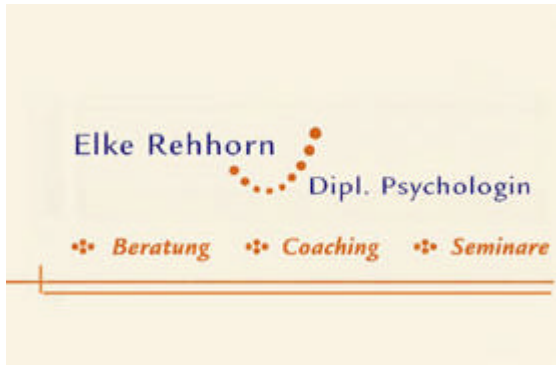 Elke Rehhorn
Dipl. Psychologin
Beratung Coaching Seminare